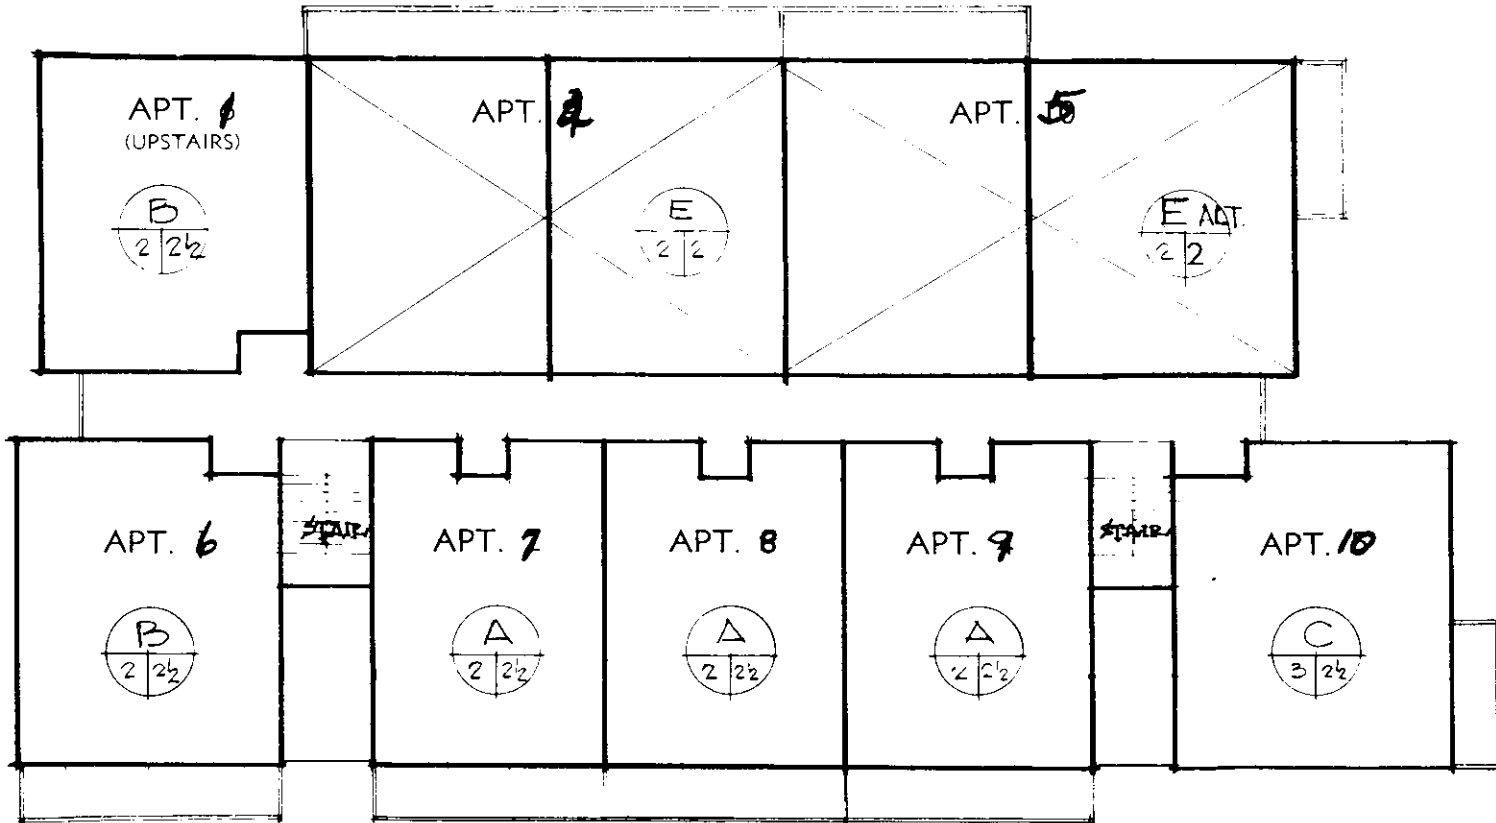 APT. 1
(UPSTAIRS)
B
2 2½
APT.
E
2 2
APT. 5
E ALT.
2 2
APT. 6
B
2 2½
STAIRS
APT. 7
A
2 2½
APT. 8
A
2 2½
APT. 9
A
2 2½
STAIRS
APT. 10
C
3 2½